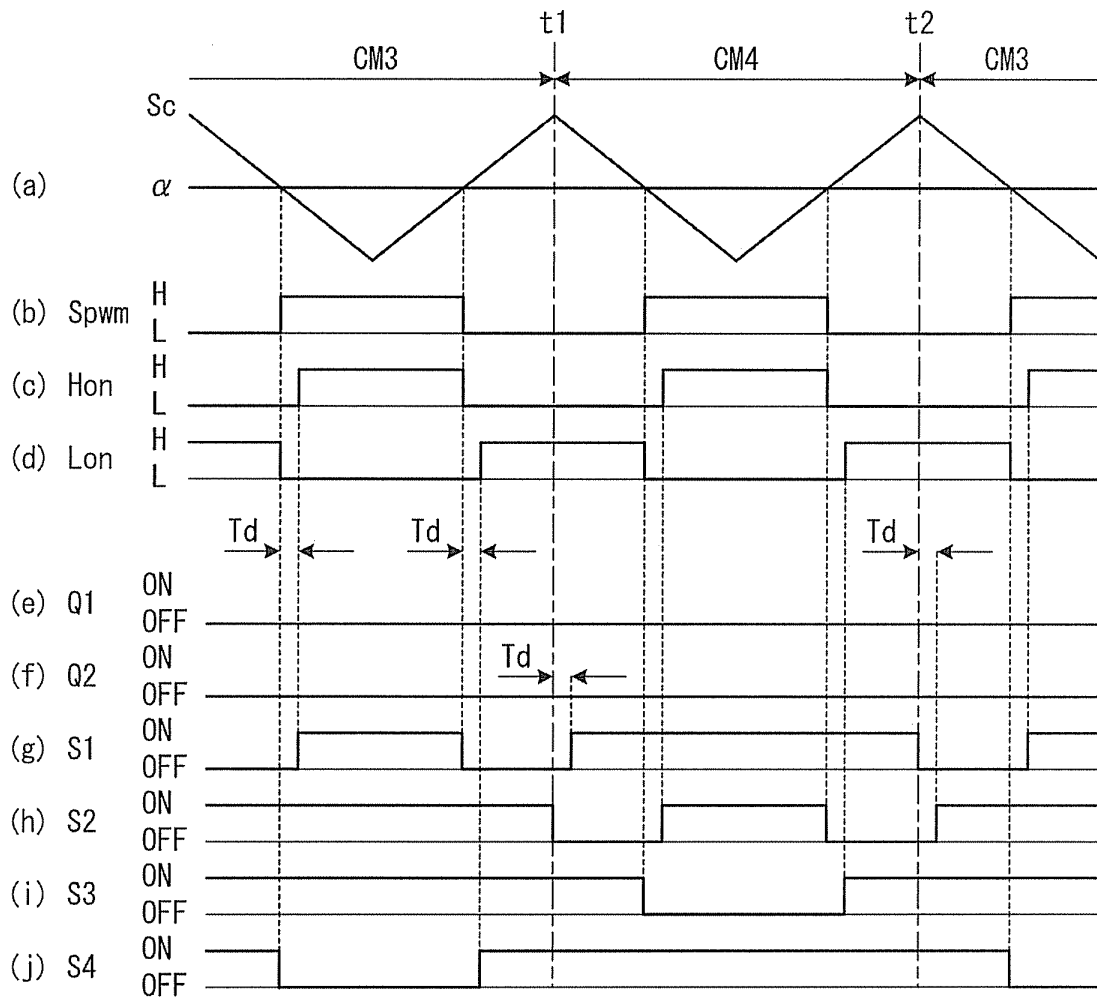 t1 t2
CM3 CM4 CM3
Sc
(a) α
(b) Spwm H
L
(c) Hon H
L
(d) Lon H
L
Td Td Td
(e) Q1 ON
OFF
(f) Q2 ON
OFF
Td
(g) S1 ON
OFF
(h) S2 ON
OFF
(i) S3 ON
OFF
(j) S4 ON
OFF